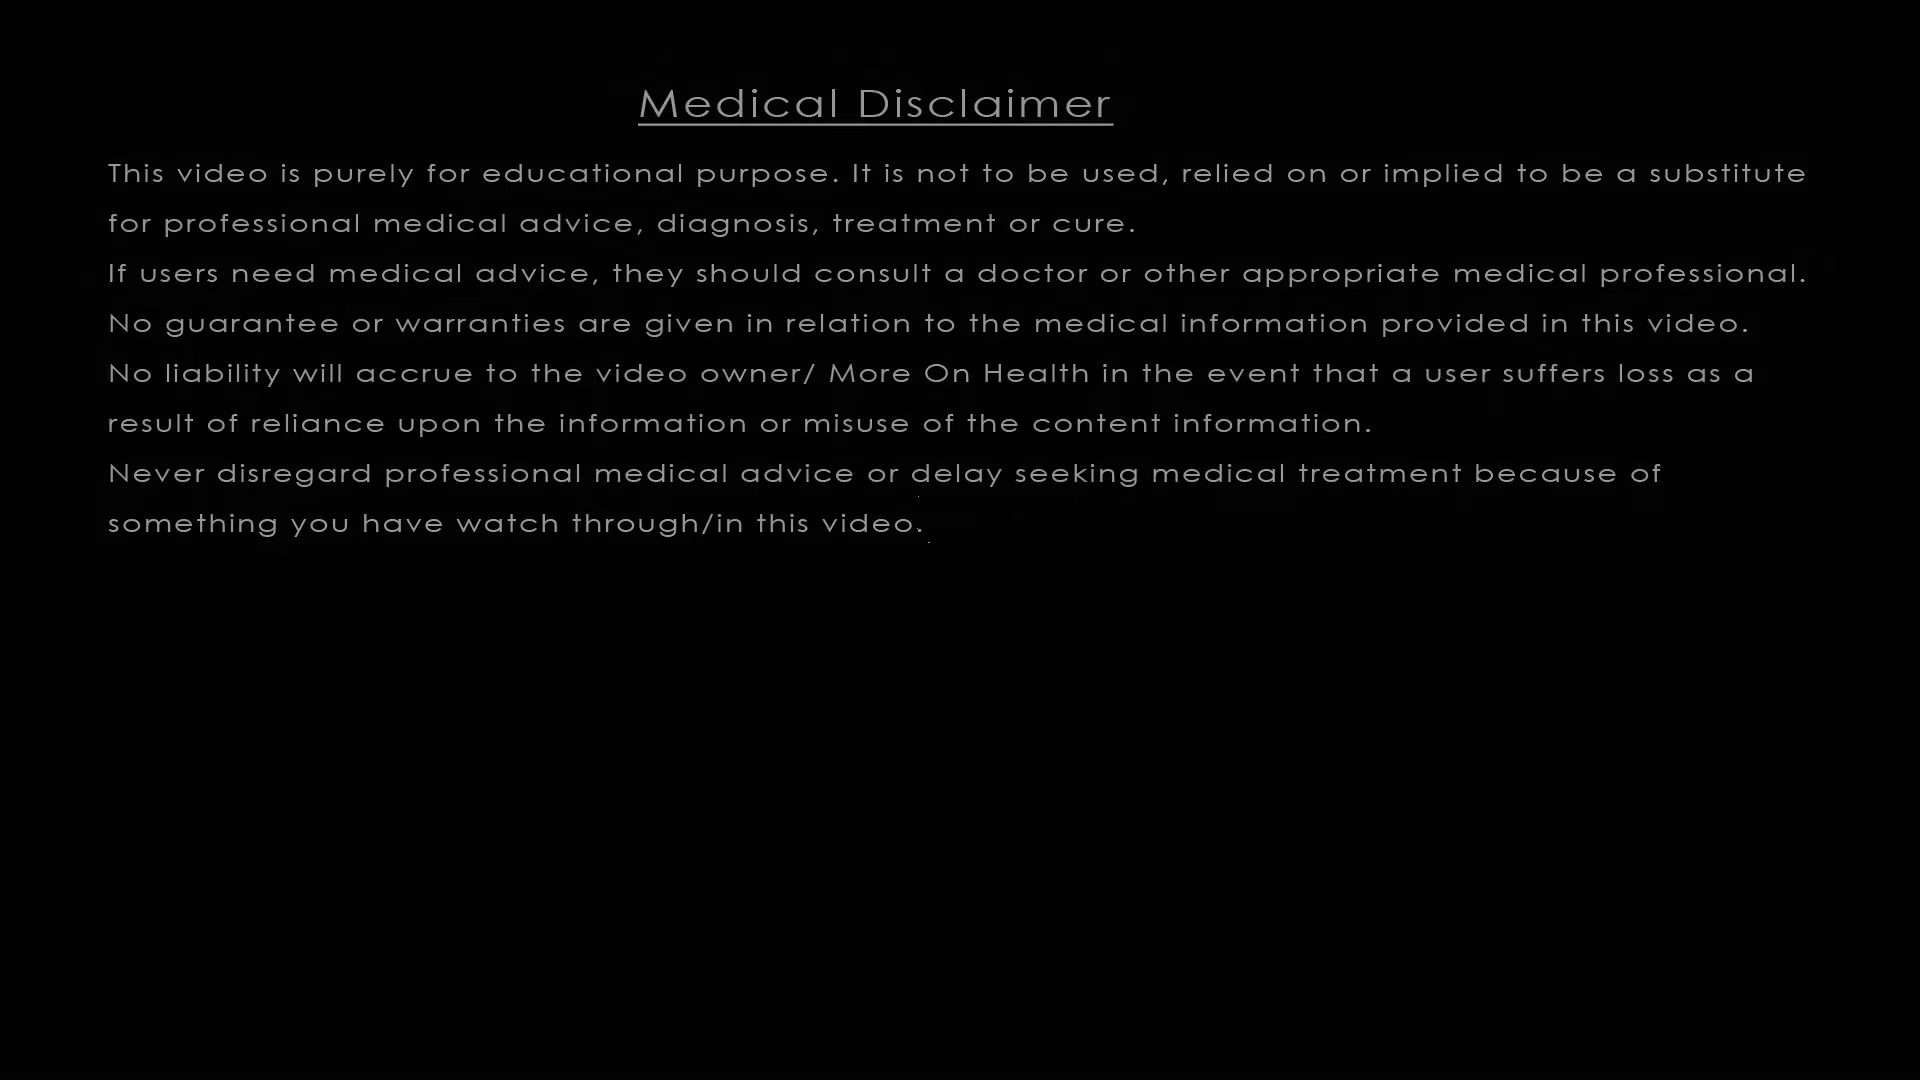 Medical Disclaimer
This video is purely for educational purpose. It is not to be used, relied on or implied to be a substitute
for professional medical advice, diagnosis, treatment or cure.
If users need medical advice, they should consult a doctor or other appropriate medical professional.
No guarantee or warranties are given in relation to the medical information provided in this video.
No liability will accrue to the video owner/ More On Health in the event that a user suffers loss as a
result of reliance upon the information or misuse of the content information.
Never disregard professional medical advice or delay seeking medical treatment because of
something you have watch through/in this video.